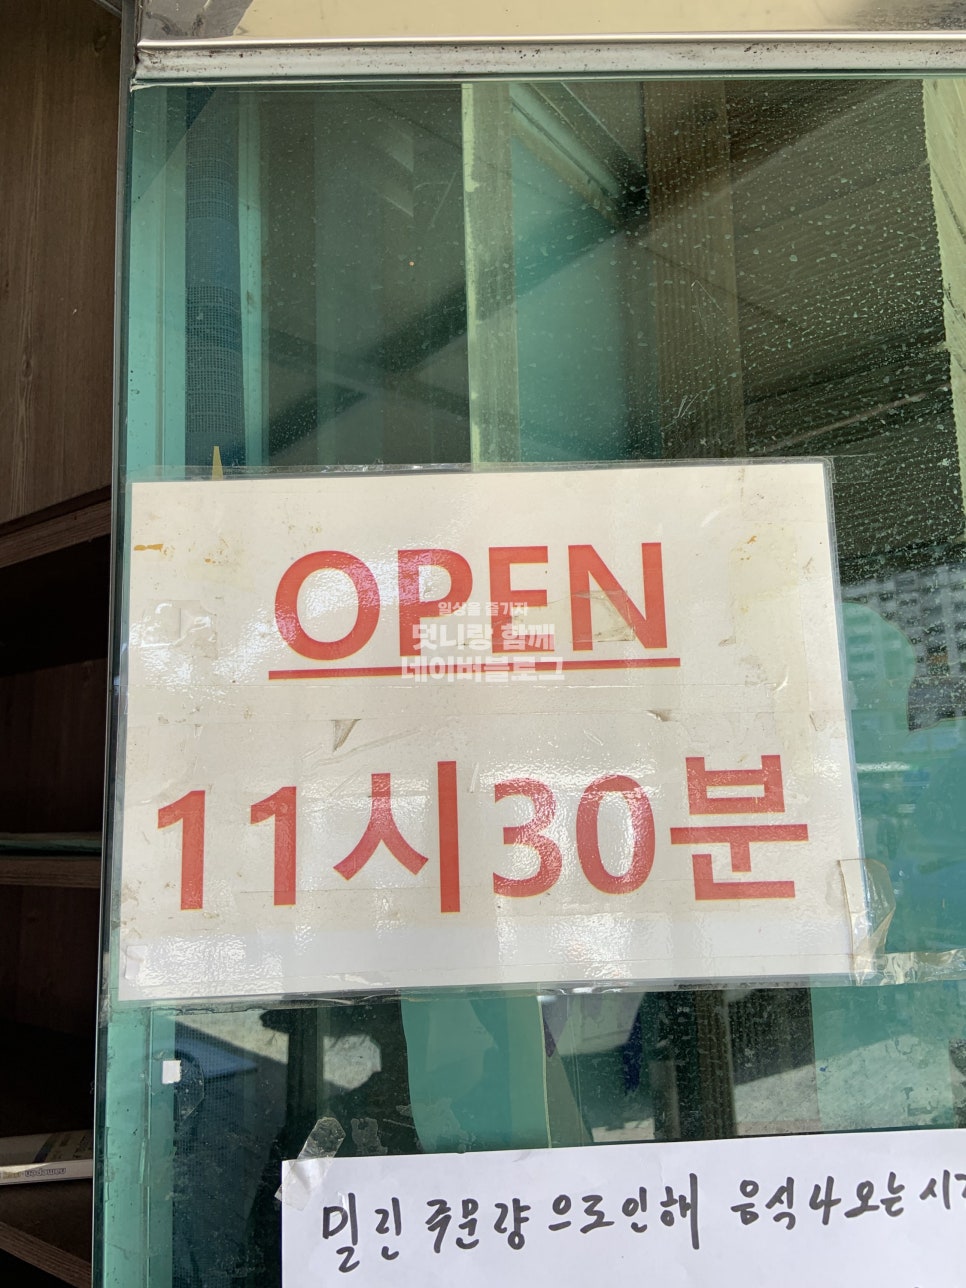 OPEN
일상을 즐기자
덧니랑 함께
네이버블로그
11시30분
밀린 주문량으로인해 음식나오는시